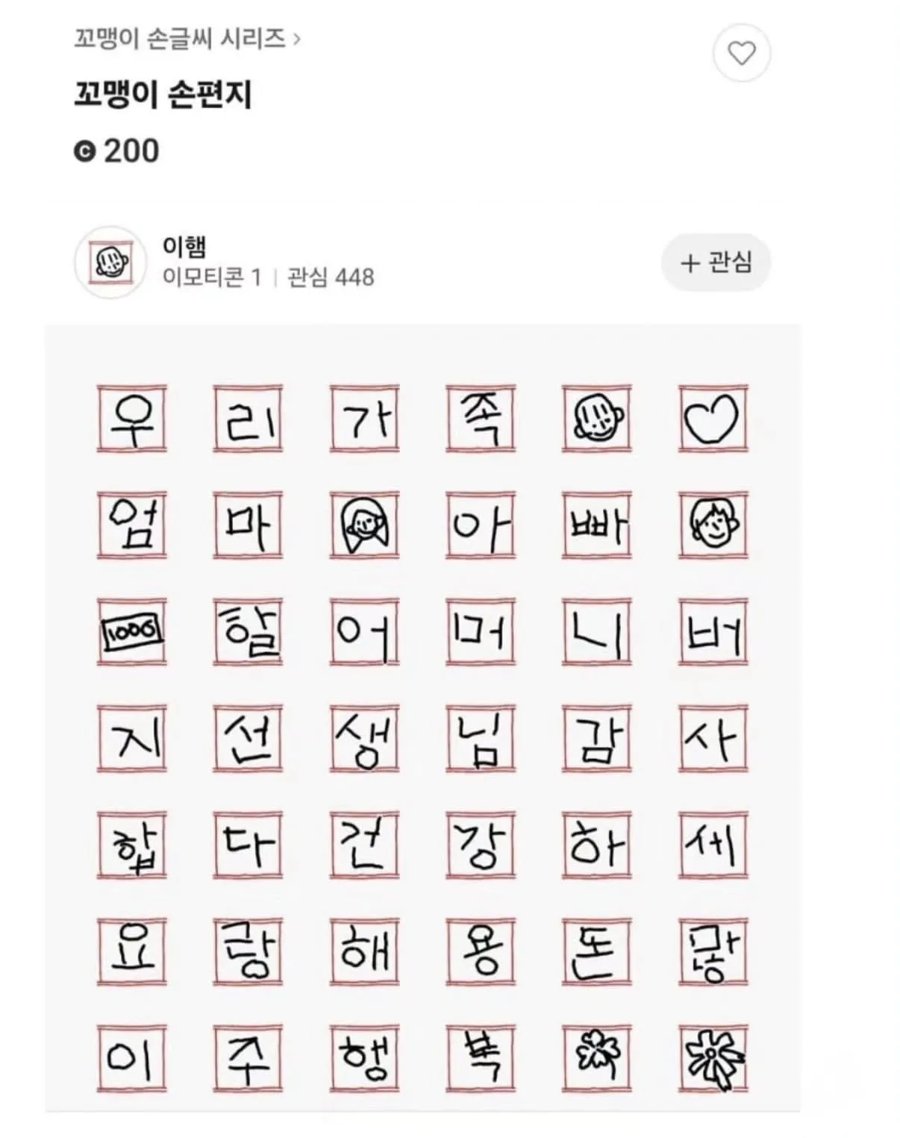 꼬맹이 손글씨 시리즈 >
꼬맹이 손편지
C 200
이햄
이모티콘 1 | 관심 448
+ 관심
우 리 가 족
엄 마 아 빠
1000 할 어 머 니 버
지 선 생 님 감 사
합 다 건 강 하 세
요 랑 해 용 돈 많
이 주 행 복